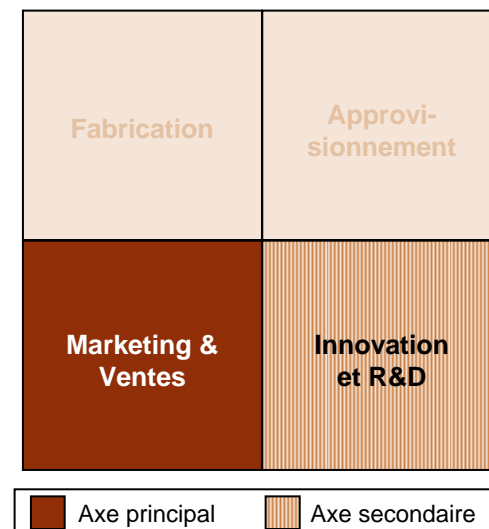 Fabrication
Approvi-
sionnement
Marketing &
Ventes
Innovation
et R&D
Axe principal
Axe secondaire